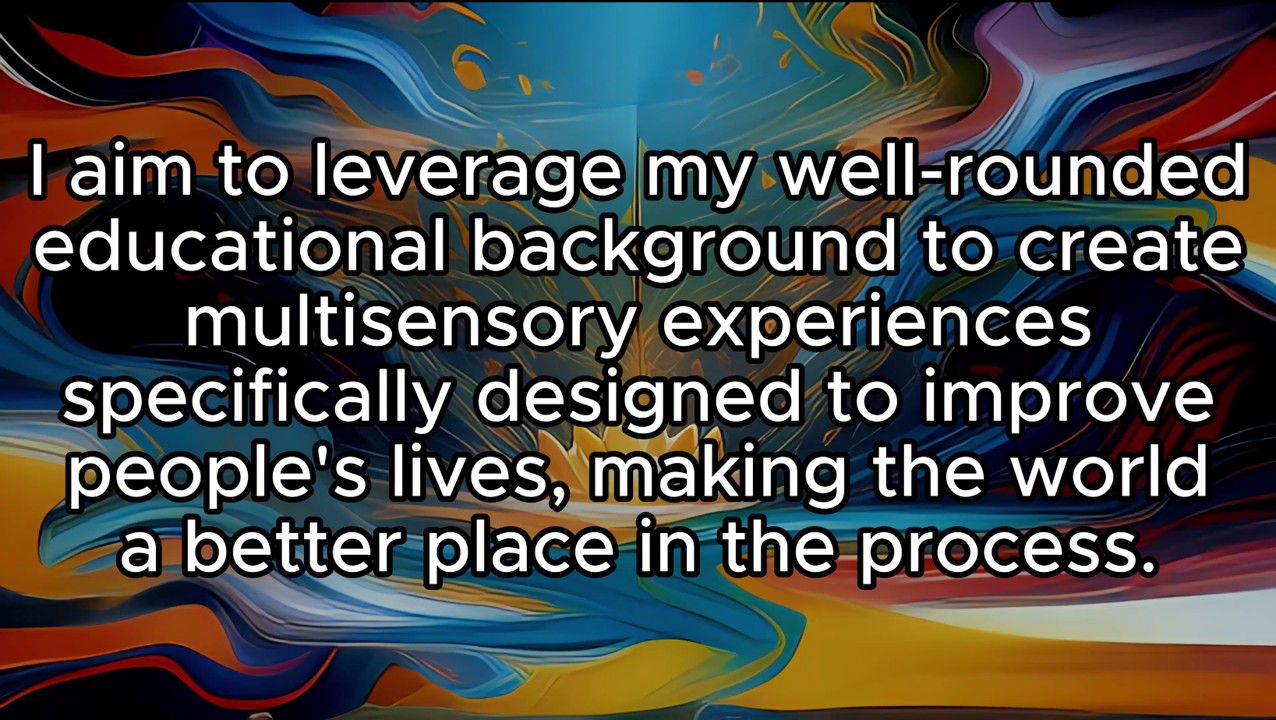 I aim to leverage my well-rounded
educational background to create
multisensory experiences
specifically designed to improve
people's lives, making the world
a better place in the process.